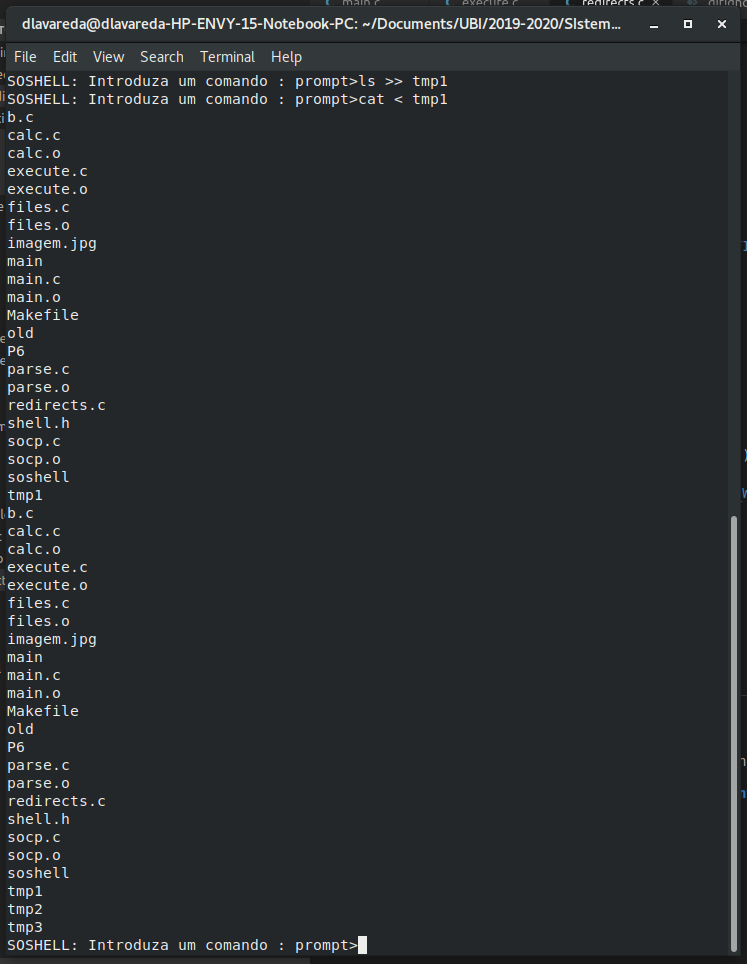 main.c
execute.c
redirects.c
dlavareda@dlavareda-HP-ENVY-15-Notebook-PC: ~/Documents/UBI/2019-2020/SIstem...
File Edit View Search Terminal Help
SOSHELL: Introduza um comando : prompt>ls >> tmp1
SOSHELL: Introduza um comando : prompt>cat < tmp1
b.c
calc.c
calc.o
execute.c
execute.o
files.c
files.o
imagem.jpg
main
main.c
main.o
Makefile
old
P6
parse.c
parse.o
redirects.c
shell.h
socp.c
socp.o
soshell
tmp1
b.c
calc.c
calc.o
execute.c
execute.o
files.c
files.o
imagem.jpg
main
main.c
main.o
Makefile
old
P6
parse.c
parse.o
redirects.c
shell.h
socp.c
socp.o
soshell
tmp1
tmp2
tmp3
SOSHELL: Introduza um comando : prompt>